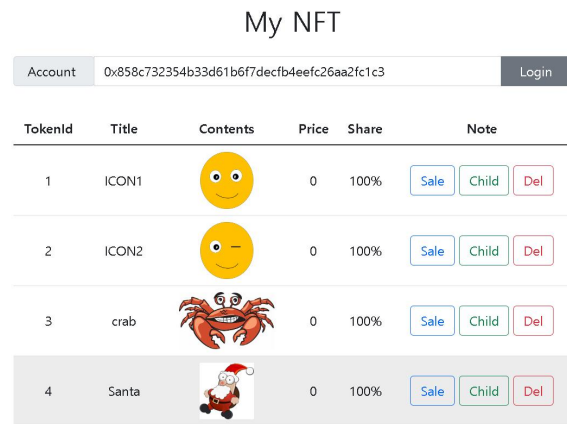 My NFT
Account 0x858c732354b33d61b6f7decfb4eefc26aa2fc1c3 Login
TokenId Title Contents Price Share Note
1 ICON1 0 100% Sale Child Del
2 ICON2 0 100% Sale Child Del
3 crab 0 100% Sale Child Del
4 Santa 0 100% Sale Child Del